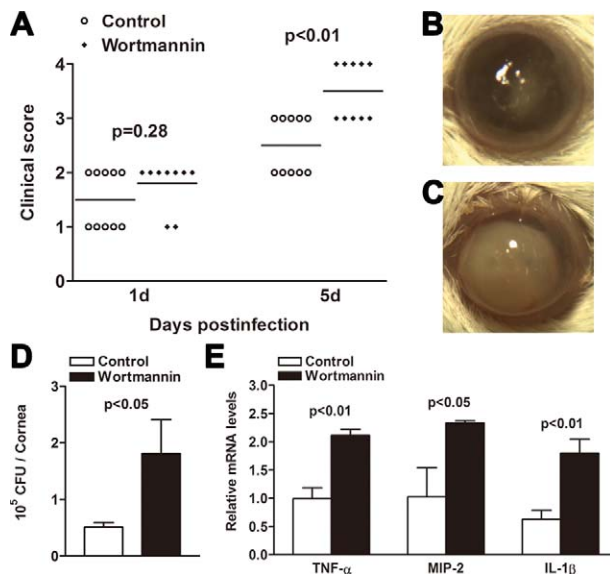 A
Control
Wortmannin
p<0.01
p=0.28
4
3
2
1
0
Clinical score
1d
5d
Days postinfection
B
C
D
Control
Wortmannin
p<0.05
3
2
1
0
10⁵ CFU / Cornea
E
Control
Wortmannin
p<0.01
p<0.05
p<0.01
3.0
2.5
2.0
1.5
1.0
0.5
0.0
Relative mRNA levels
TNF-α
MIP-2
IL-1β